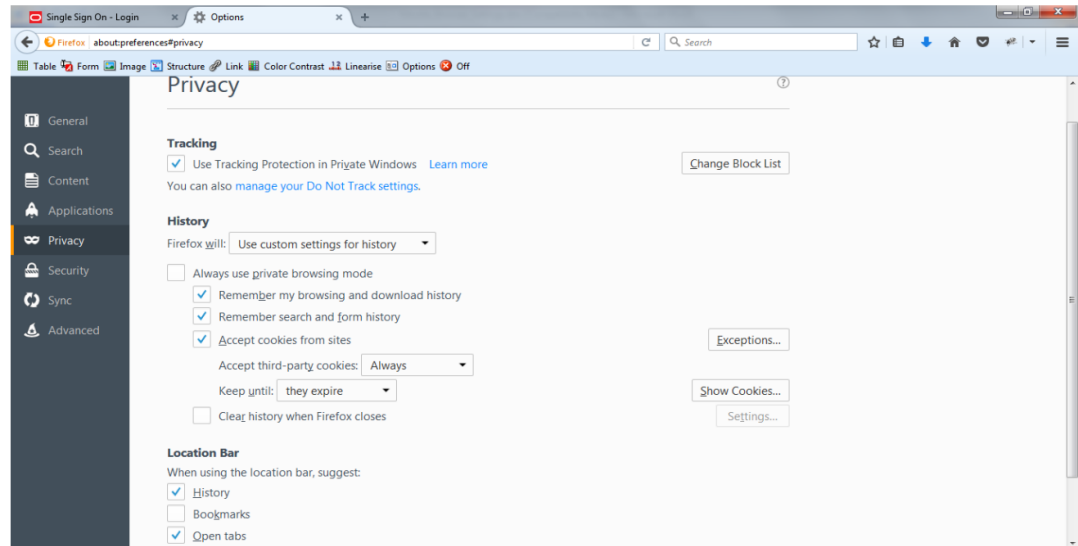 Single Sign On - Login
Options
Firefox about:preferences#privacy
Search
Table Form Image Structure Link Color Contrast Linearise Options Off
Privacy
General
Search
Content
Applications
Privacy
Security
Sync
Advanced
Tracking
Use Tracking Protection in Private Windows Learn more Change Block List
You can also manage your Do Not Track settings.
History
Firefox will: Use custom settings for history
Always use private browsing mode
Remember my browsing and download history
Remember search and form history
Accept cookies from sites Exceptions...
Accept third-party cookies: Always
Keep until: they expire Show Cookies...
Clear history when Firefox closes Settings...
Location Bar
When using the location bar, suggest:
History
Bookmarks
Open tabs